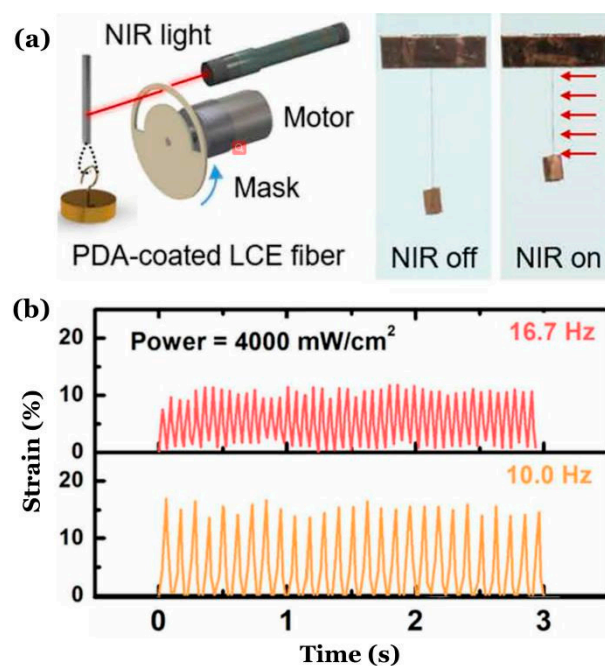 (a)
NIR light
Motor
Mask
PDA-coated LCE fiber
NIR off
NIR on
(b)
Power = 4000 mW/cm²
16.7 Hz
20
10
0
10.0 Hz
20
10
0
Strain (%)
0
1
2
3
Time (s)